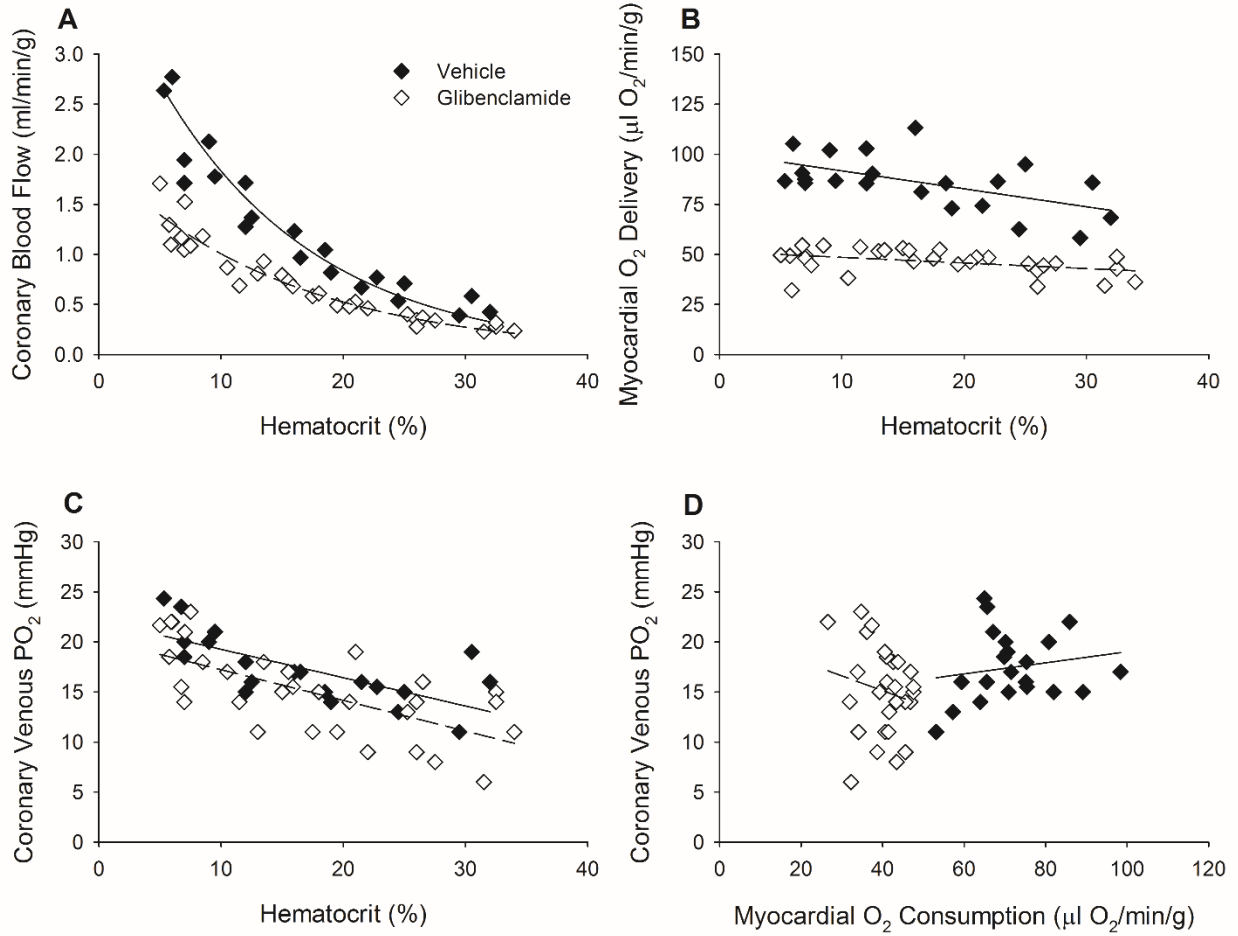 A
Coronary Blood Flow (ml/min/g)
3.0
2.5
2.0
1.5
1.0
0.5
0.0
Vehicle
Glibenclamide
0 10 20 30 40
Hematocrit (%)
B
Myocardial O2 Delivery (μl O2/min/g)
150
125
100
75
50
25
0
0 10 20 30 40
Hematocrit (%)
C
Coronary Venous PO2 (mmHg)
30
25
20
15
10
5
0
0 10 20 30 40
Hematocrit (%)
D
Coronary Venous PO2 (mmHg)
30
25
20
15
10
5
0
0 20 40 60 80 100 120
Myocardial O2 Consumption (μl O2/min/g)